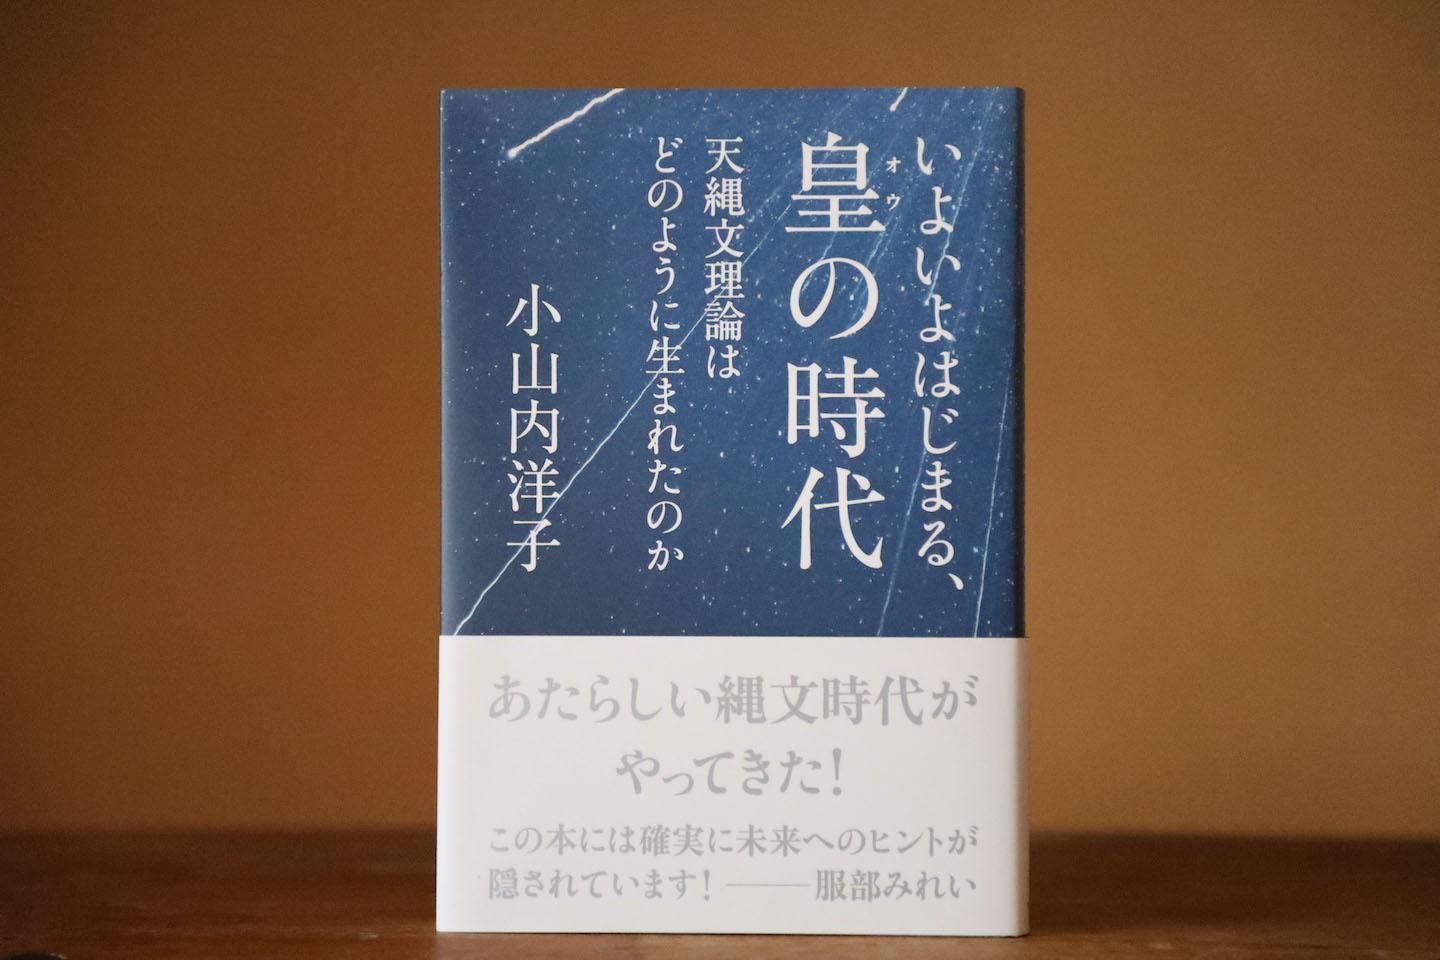 いよいよはじまる、
皇の時代
オウ
天縄文理論は
どのように生まれたのか
小山内洋子
あたらしい縄文時代が
やってきた！
この本には確実に未来へのヒントが
隠されています！――服部みれい